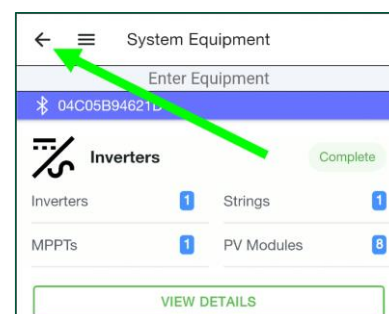 System Equipment
Enter Equipment
04C05B94621D
Inverters Complete
Inverters 1 Strings 1
MPPTs 1 PV Modules 8
VIEW DETAILS